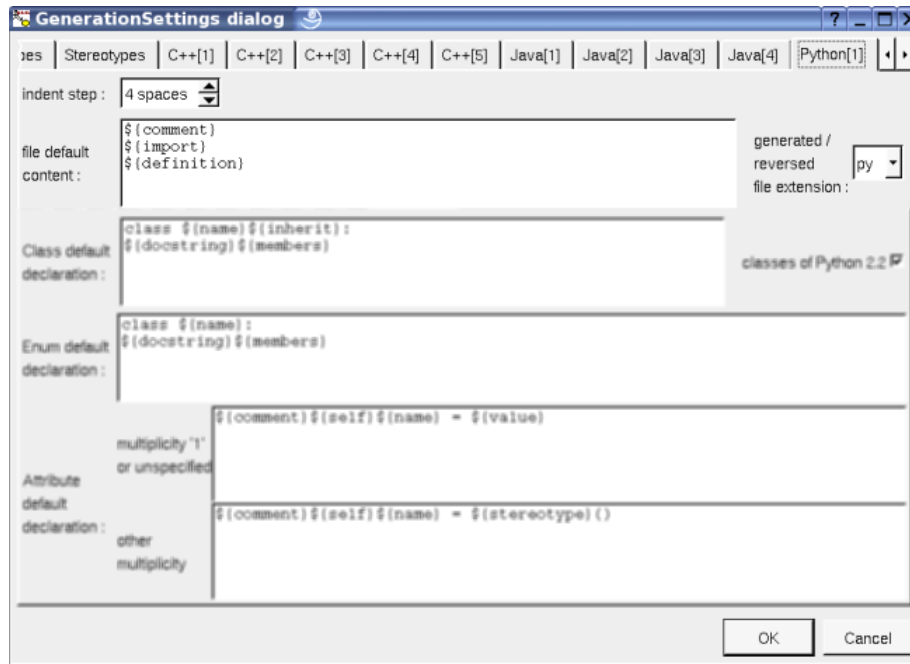 GenerationSettings dialog
pes Stereotypes C++[1] C++[2] C++[3] C++[4] C++[5] Java[1] Java[2] Java[3] Java[4] Python[1]
indent step : 4 spaces
file default content :
${comment}
${import}
${definition}
generated / reversed file extension : py
Class default declaration :
class ${name}${inherit}:
${docstring}${members}
classes of Python 2.2
Enum default declaration :
class ${name}:
${docstring}${members}
Attribute default declaration :
multiplicity '1' or unspecified
${comment}${self}${name} = ${value}
other multiplicity
${comment}${self}${name} = ${stereotype}()
OK Cancel